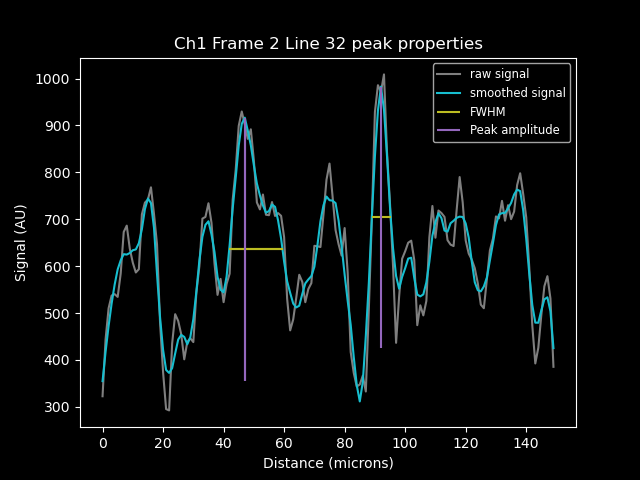 Ch1 Frame 2 Line 32 peak properties
raw signal
smoothed signal
FWHM
Peak amplitude
Signal (AU)
1000
900
800
700
600
500
400
300
0 20 40 60 80 100 120 140
Distance (microns)